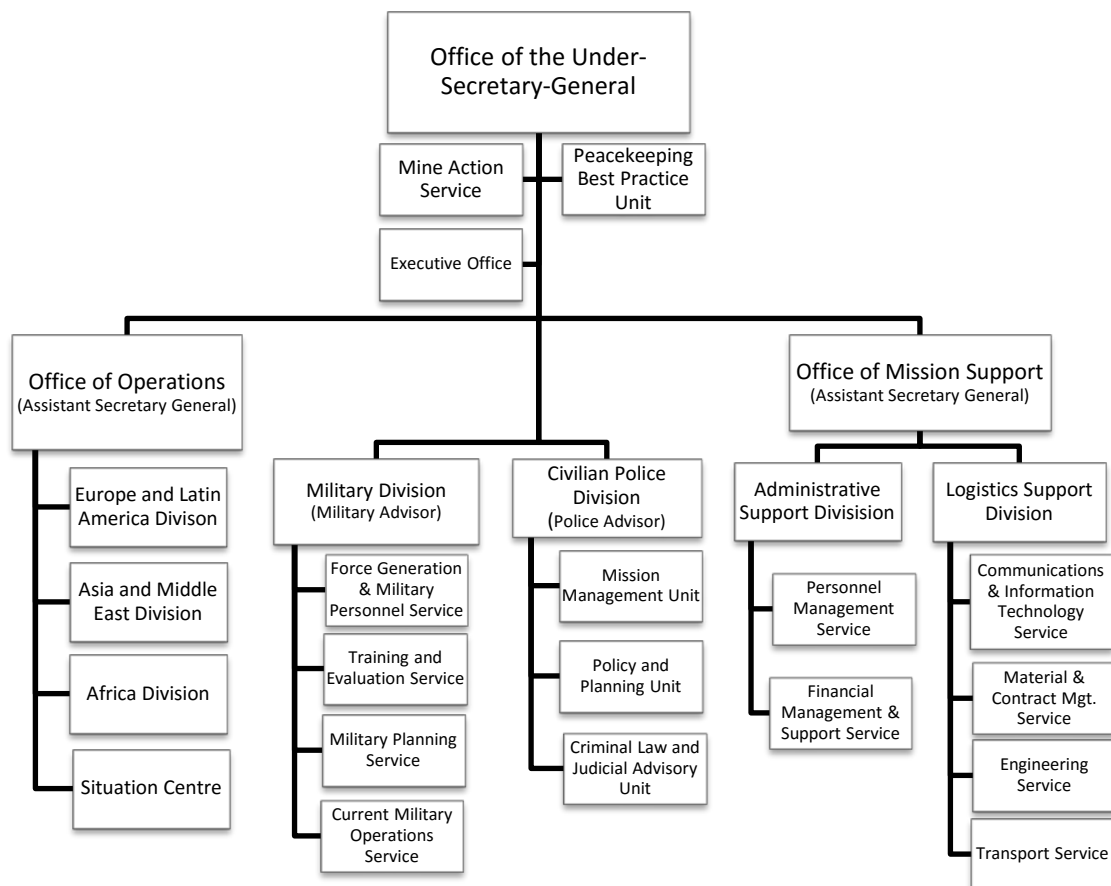 Office of the Under-
Secretary-General
Mine Action
Service
Peacekeeping
Best Practice
Unit
Executive Office
Office of Operations
(Assistant Secretary General)
Office of Mission Support
(Assistant Secretary General)
Europe and Latin
America Divison
Asia and Middle
East Division
Africa Division
Situation Centre
Military Division
(Military Advisor)
Force Generation
& Military
Personnel Service
Training and
Evaluation Service
Military Planning
Service
Current Military
Operations
Service
Civilian Police
Division
(Police Advisor)
Mission
Management Unit
Policy and
Planning Unit
Criminal Law and
Judicial Advisory
Unit
Administrative
Support Divisision
Personnel
Management
Service
Financial
Management &
Support Service
Logistics Support
Division
Communications
& Information
Technology
Service
Material &
Contract Mgt.
Service
Engineering
Service
Transport Service